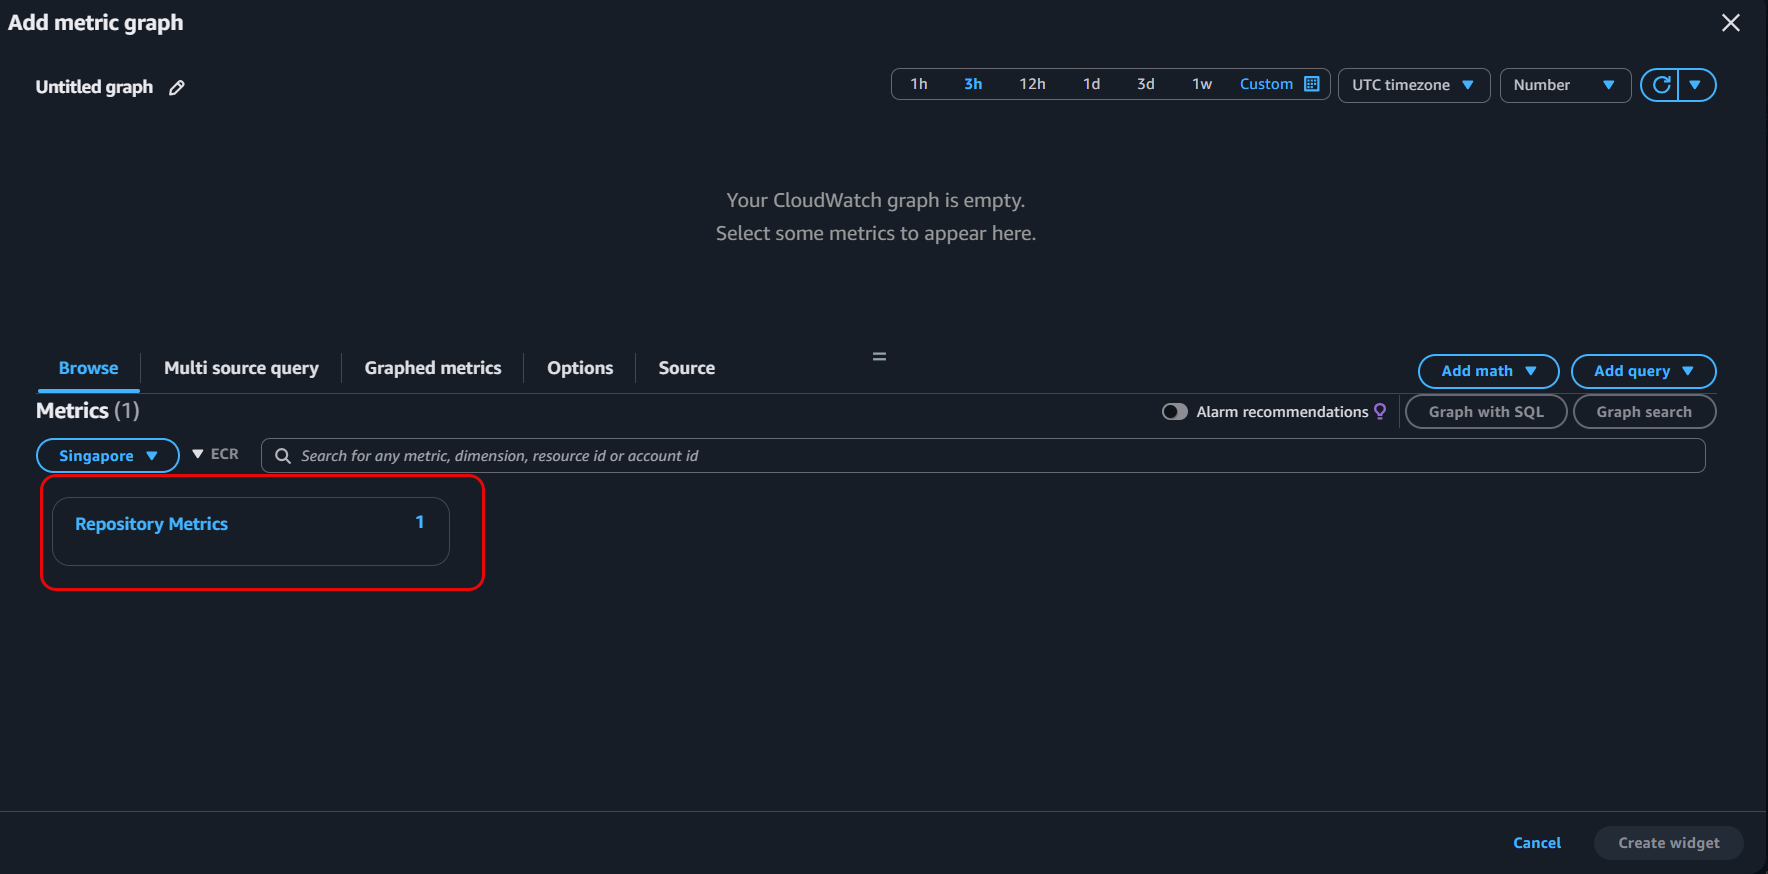 Add metric graph
Untitled graph
1h 3h 12h 1d 3d 1w Custom UTC timezone Number
Your CloudWatch graph is empty.
Select some metrics to appear here.
Browse Multi source query Graphed metrics Options Source
Add math Add query
Metrics (1)
Alarm recommendations Graph with SQL Graph search
Singapore ECR Search for any metric, dimension, resource id or account id
Repository Metrics 1
Cancel Create widget